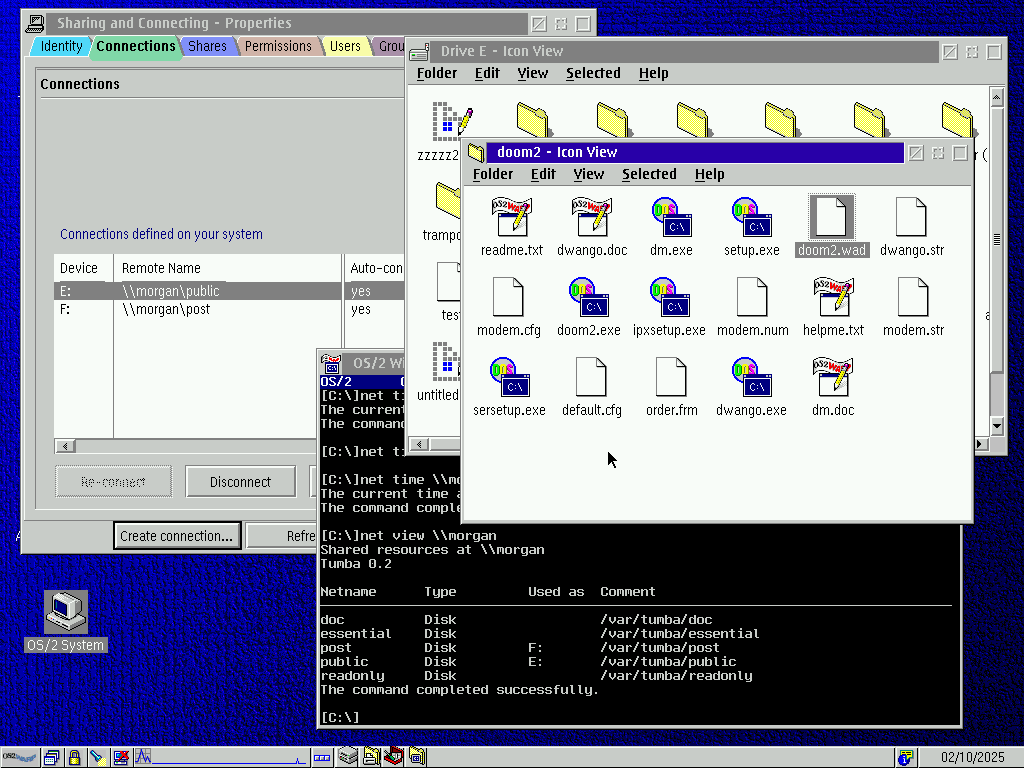 Sharing and Connecting - Properties
Identity Connections Shares Permissions Users Grou
Connections
Connections defined on your system
Device Remote Name Auto-con
E: \\morgan\public yes
F: \\morgan\post yes
Re-connect Disconnect
Create connection... Refre
Drive E - Icon View
Folder Edit View Selected Help
zzzzz2
trampo
test
untitled
doom2 - Icon View
Folder Edit View Selected Help
readme.txt dwango.doc dm.exe setup.exe doom2.wad dwango.str
modem.cfg doom2.exe ipxsetup.exe modem.num helpme.txt modem.str
sersetup.exe default.cfg order.frm dwango.exe dm.doc
OS/2 Wi
OS/2
[C:\]net ti
The current
The comman
[C:\]net ti
[C:\]net time \\mo
The current time a
The command comple
[C:\]net view \\morgan
Shared resources at \\morgan
Tumba 0.2
Netname Type Used as Comment
doc Disk /var/tumba/doc
essential Disk /var/tumba/essential
post Disk F: /var/tumba/post
public Disk E: /var/tumba/public
readonly Disk /var/tumba/readonly
The command completed successfully.
[C:\]
OS/2 System
OS2 WARP
02/10/2025